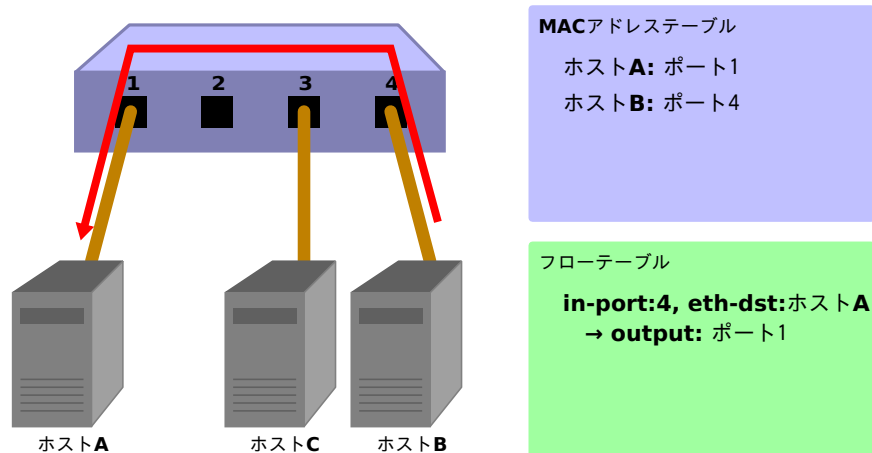 1 2 3 4
ホストA
ホストC
ホストB
MACアドレステーブル
ホストA: ポート1
ホストB: ポート4
フローテーブル
in-port:4, eth-dst:ホストA
→ output: ポート1